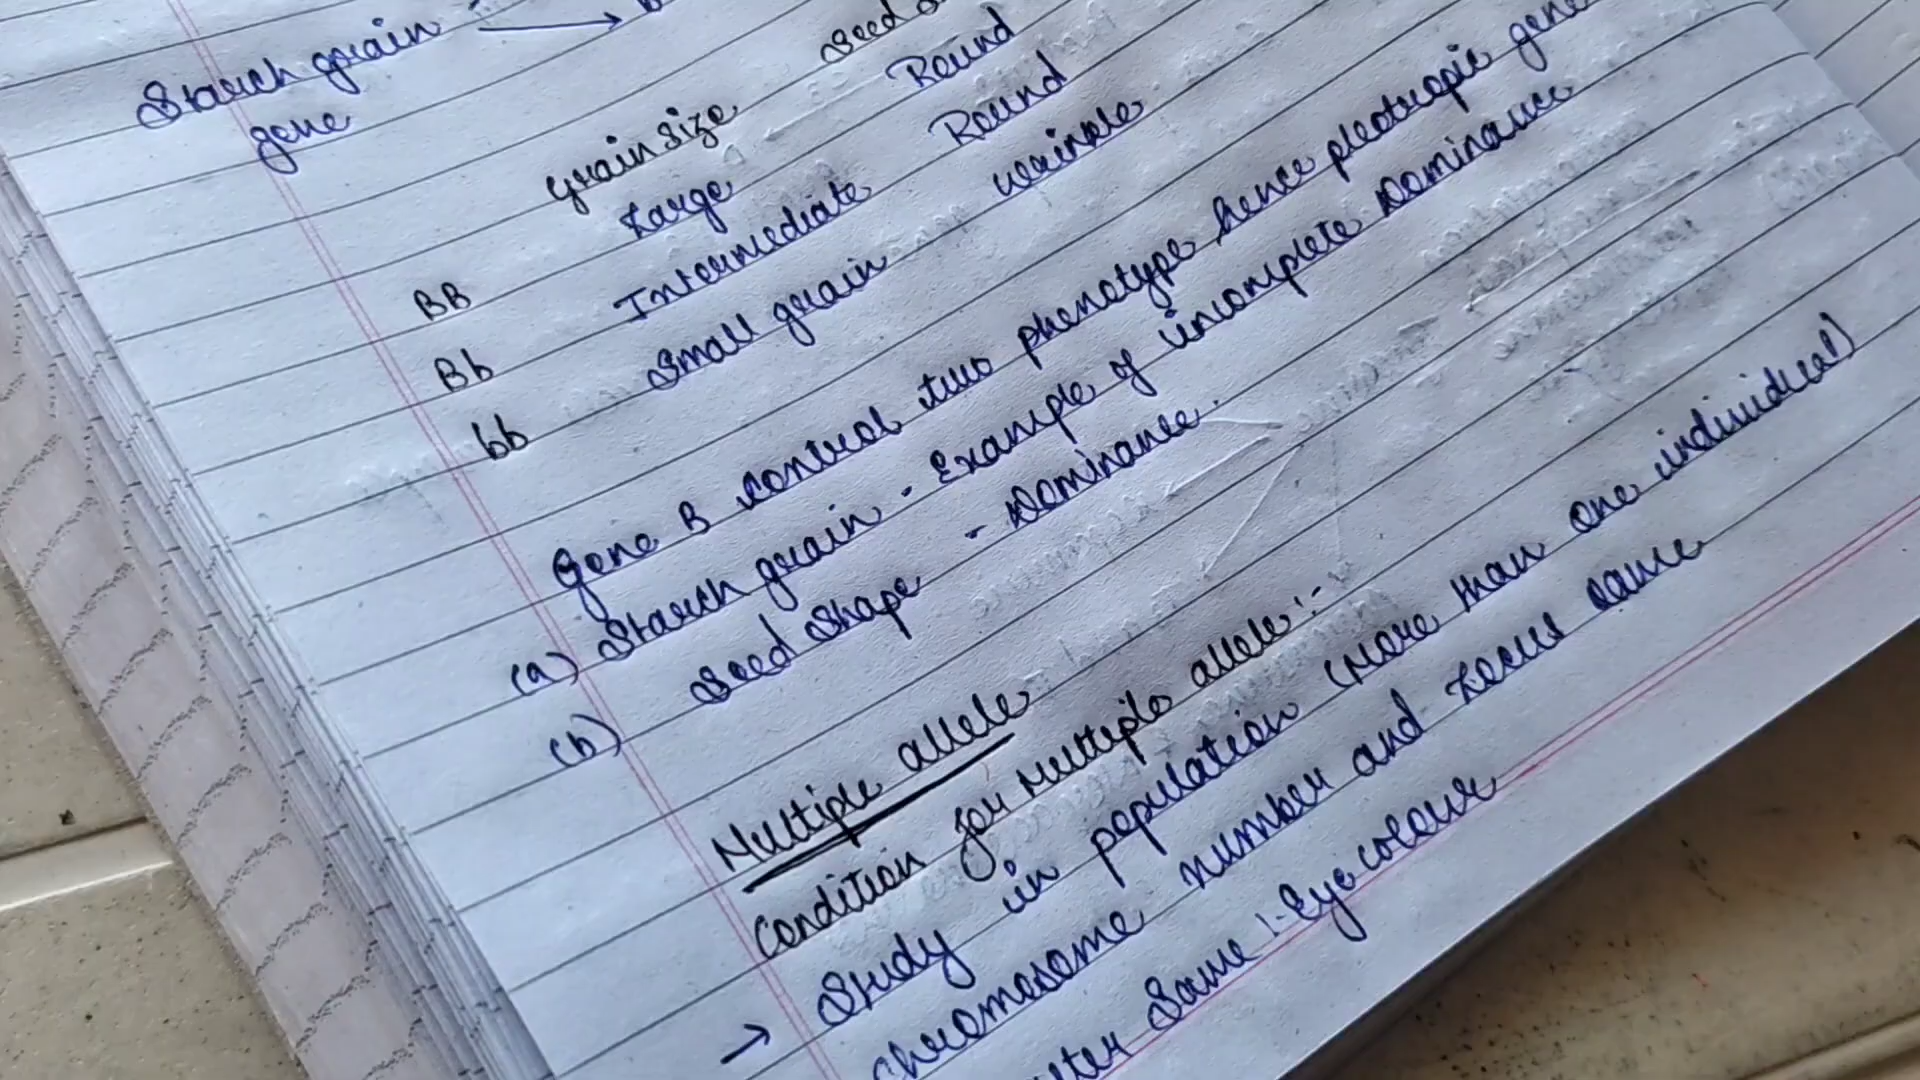 Starch grain → B
gene
grain size Seed
BB Large Round
Bb Intermediate Round
bb Small grain wrinkle
Gene B control two phenotype hence pleotropic gene
(a) Starch grain - Example of incomplete Dominance
(b) Seed Shape - Dominance.
Multiple allele
Condition for Multiple allele :-
→ Study in population (More than one individual)
Chromosome number and Locus same
Same :- Eye colour